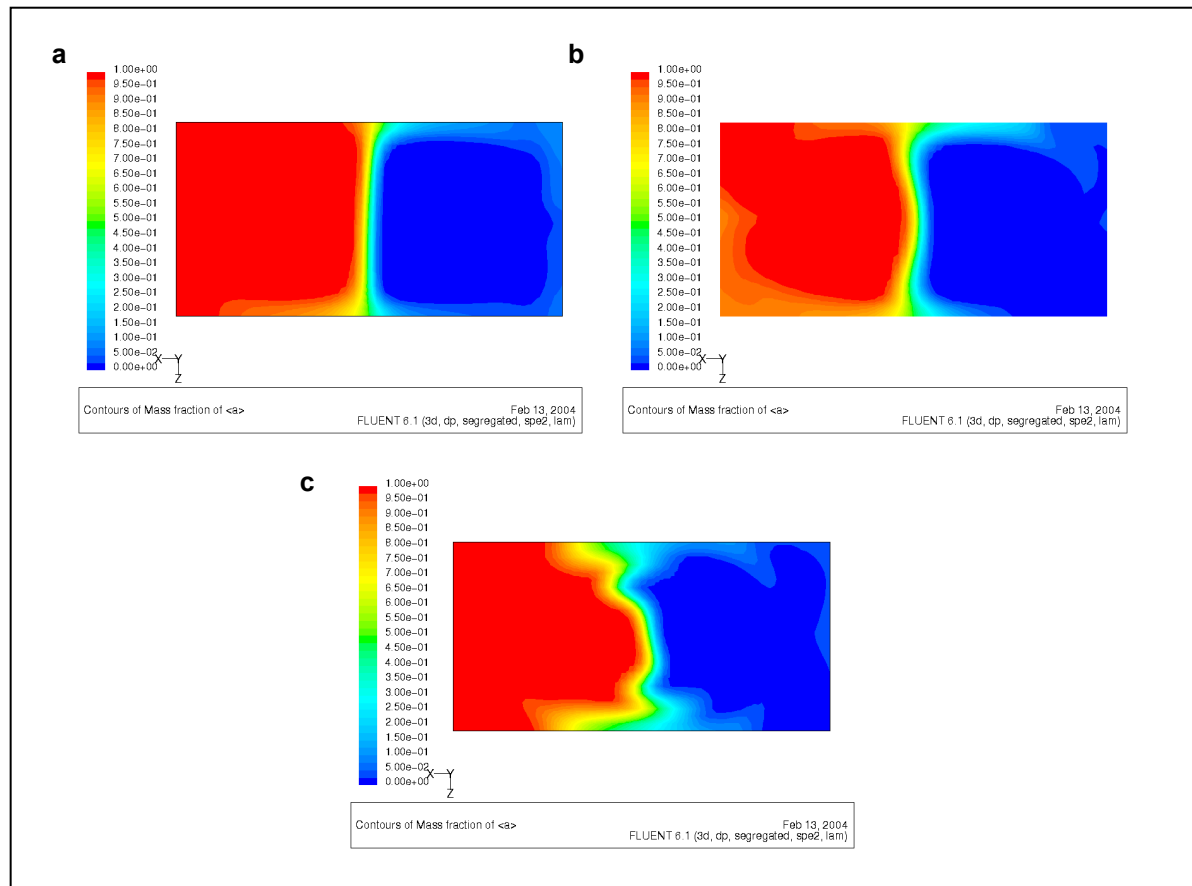 a
1.00e+00
9.50e-01
9.00e-01
8.50e-01
8.00e-01
7.50e-01
7.00e-01
6.50e-01
6.00e-01
5.50e-01
5.00e-01
4.50e-01
4.00e-01
3.50e-01
3.00e-01
2.50e-01
2.00e-01
1.50e-01
1.00e-01
5.00e-02
0.00e+00
X Y
Z
Contours of Mass fraction of <a>
Feb 13, 2004
FLUENT 6.1 (3d, dp, segregated, spe2, lam)
b
1.00e+00
9.50e-01
9.00e-01
8.50e-01
8.00e-01
7.50e-01
7.00e-01
6.50e-01
6.00e-01
5.50e-01
5.00e-01
4.50e-01
4.00e-01
3.50e-01
3.00e-01
2.50e-01
2.00e-01
1.50e-01
1.00e-01
5.00e-02
0.00e+00
X Y
Z
Contours of Mass fraction of <a>
Feb 13, 2004
FLUENT 6.1 (3d, dp, segregated, spe2, lam)
c
1.00e+00
9.50e-01
9.00e-01
8.50e-01
8.00e-01
7.50e-01
7.00e-01
6.50e-01
6.00e-01
5.50e-01
5.00e-01
4.50e-01
4.00e-01
3.50e-01
3.00e-01
2.50e-01
2.00e-01
1.50e-01
1.00e-01
5.00e-02
0.00e+00
X Y
Z
Contours of Mass fraction of <a>
Feb 13, 2004
FLUENT 6.1 (3d, dp, segregated, spe2, lam)